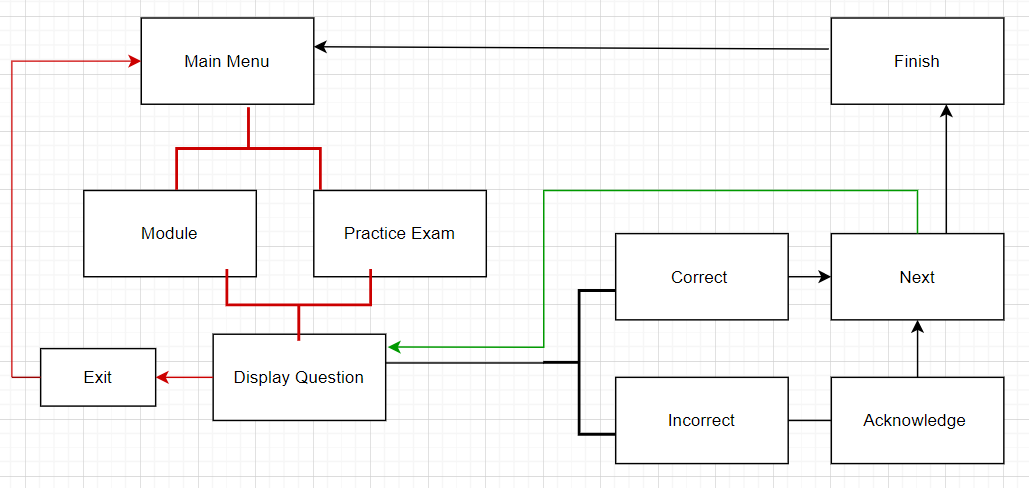 Main Menu
Finish
Module
Practice Exam
Correct
Next
Exit
Display Question
Incorrect
Acknowledge